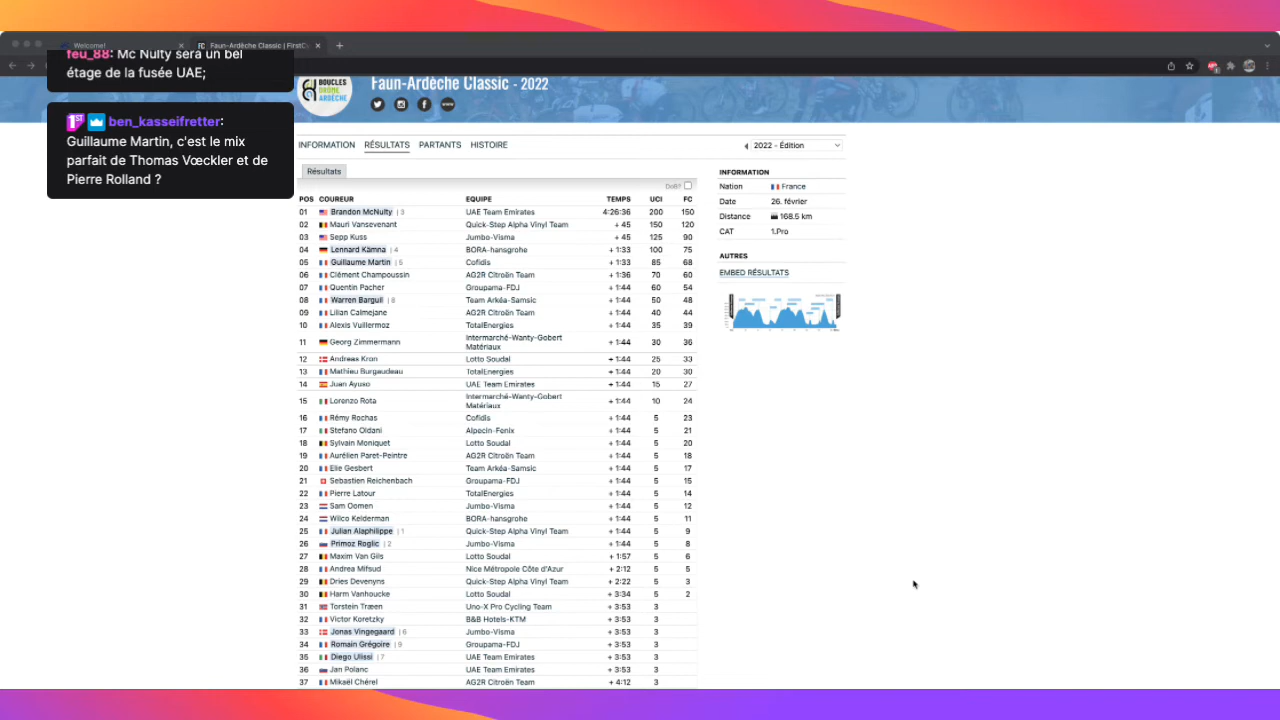 Welcome!
Faun-Ardèche Classic | FirstC
feu_88: Mc Nulty sera un bel
étage de la fusée UAE;
ben_kasseifretter:
Guillaume Martin, c'est le mix
parfait de Thomas Vœckler et de
Pierre Rolland ?
BOUCLES
DRÔME
ARDÈCHE
Faun-Ardèche Classic - 2022
INFORMATION RÉSULTATS PARTANTS HISTOIRE
2022 - Édition
Résultats
DoB?
POS COUREUR EQUIPE TEMPS UCI FC
01 Brandon McNulty | 3 UAE Team Emirates 4:26:36 200 150
02 Mauri Vansevenant Quick-Step Alpha Vinyl Team + 45 150 120
03 Sepp Kuss Jumbo-Visma + 45 125 90
04 Lennard Kämna | 4 BORA-hansgrohe + 1:33 100 75
05 Guillaume Martin | 5 Cofidis + 1:33 85 68
06 Clément Champoussin AG2R Citroën Team + 1:36 70 60
07 Quentin Pacher Groupama-FDJ + 1:44 60 54
08 Warren Barguil | 8 Team Arkéa-Samsic + 1:44 50 48
09 Lilian Calmejane AG2R Citroën Team + 1:44 40 44
10 Alexis Vuillermoz TotalEnergies + 1:44 35 39
11 Georg Zimmermann Intermarché-Wanty-Gobert
Matériaux + 1:44 30 36
12 Andreas Kron Lotto Soudal + 1:44 25 33
13 Mathieu Burgaudeau TotalEnergies + 1:44 20 30
14 Juan Ayuso UAE Team Emirates + 1:44 15 27
15 Lorenzo Rota Intermarché-Wanty-Gobert
Matériaux + 1:44 10 24
16 Rémy Rochas Cofidis + 1:44 5 23
17 Stefano Oldani Alpecin-Fenix + 1:44 5 21
18 Sylvain Moniquet Lotto Soudal + 1:44 5 20
19 Aurélien Paret-Peintre AG2R Citroën Team + 1:44 5 18
20 Elie Gesbert Team Arkéa-Samsic + 1:44 5 17
21 Sebastien Reichenbach Groupama-FDJ + 1:44 5 15
22 Pierre Latour TotalEnergies + 1:44 5 14
23 Sam Oomen Jumbo-Visma + 1:44 5 12
24 Wilco Kelderman BORA-hansgrohe + 1:44 5 11
25 Julian Alaphilippe | 1 Quick-Step Alpha Vinyl Team + 1:44 5 9
26 Primoz Roglic | 2 Jumbo-Visma + 1:44 5 8
27 Maxim Van Gils Lotto Soudal + 1:57 5 6
28 Andrea Mifsud Nice Métropole Côte d'Azur + 2:12 5 5
29 Dries Devenyns Quick-Step Alpha Vinyl Team + 2:22 5 3
30 Harm Vanhoucke Lotto Soudal + 3:34 5 2
31 Torstein Træen Uno-X Pro Cycling Team + 3:53 3
32 Victor Koretzky B&B Hotels-KTM + 3:53 3
33 Jonas Vingegaard | 6 Jumbo-Visma + 3:53 3
34 Romain Grégoire | 9 Groupama-FDJ + 3:53 3
35 Diego Ulissi | 7 UAE Team Emirates + 3:53 3
36 Jan Polanc UAE Team Emirates + 3:53 3
37 Mikaël Chérel AG2R Citroën Team + 4:12 3
INFORMATION
Nation France
Date 26. février
Distance 168.5 km
CAT 1.Pro
AUTRES
EMBED RÉSULTATS